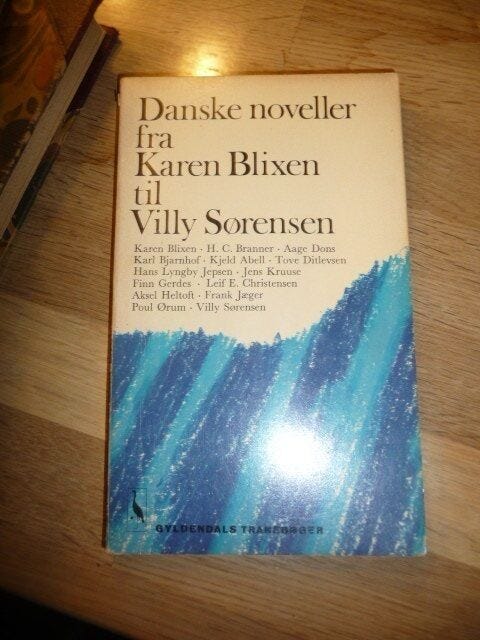 Danske noveller
fra
Karen Blixen
til
Villy Sørensen
Karen Blixen · H. C. Branner · Aage Dons
Karl Bjarnhof · Kjeld Abell · Tove Ditlevsen
Hans Lyngby Jepsen · Jens Kruuse
Finn Gerdes · Leif E. Christensen
Aksel Heltoft · Frank Jæger
Poul Ørum · Villy Sørensen
GYLDENDALS TRANEBØGER